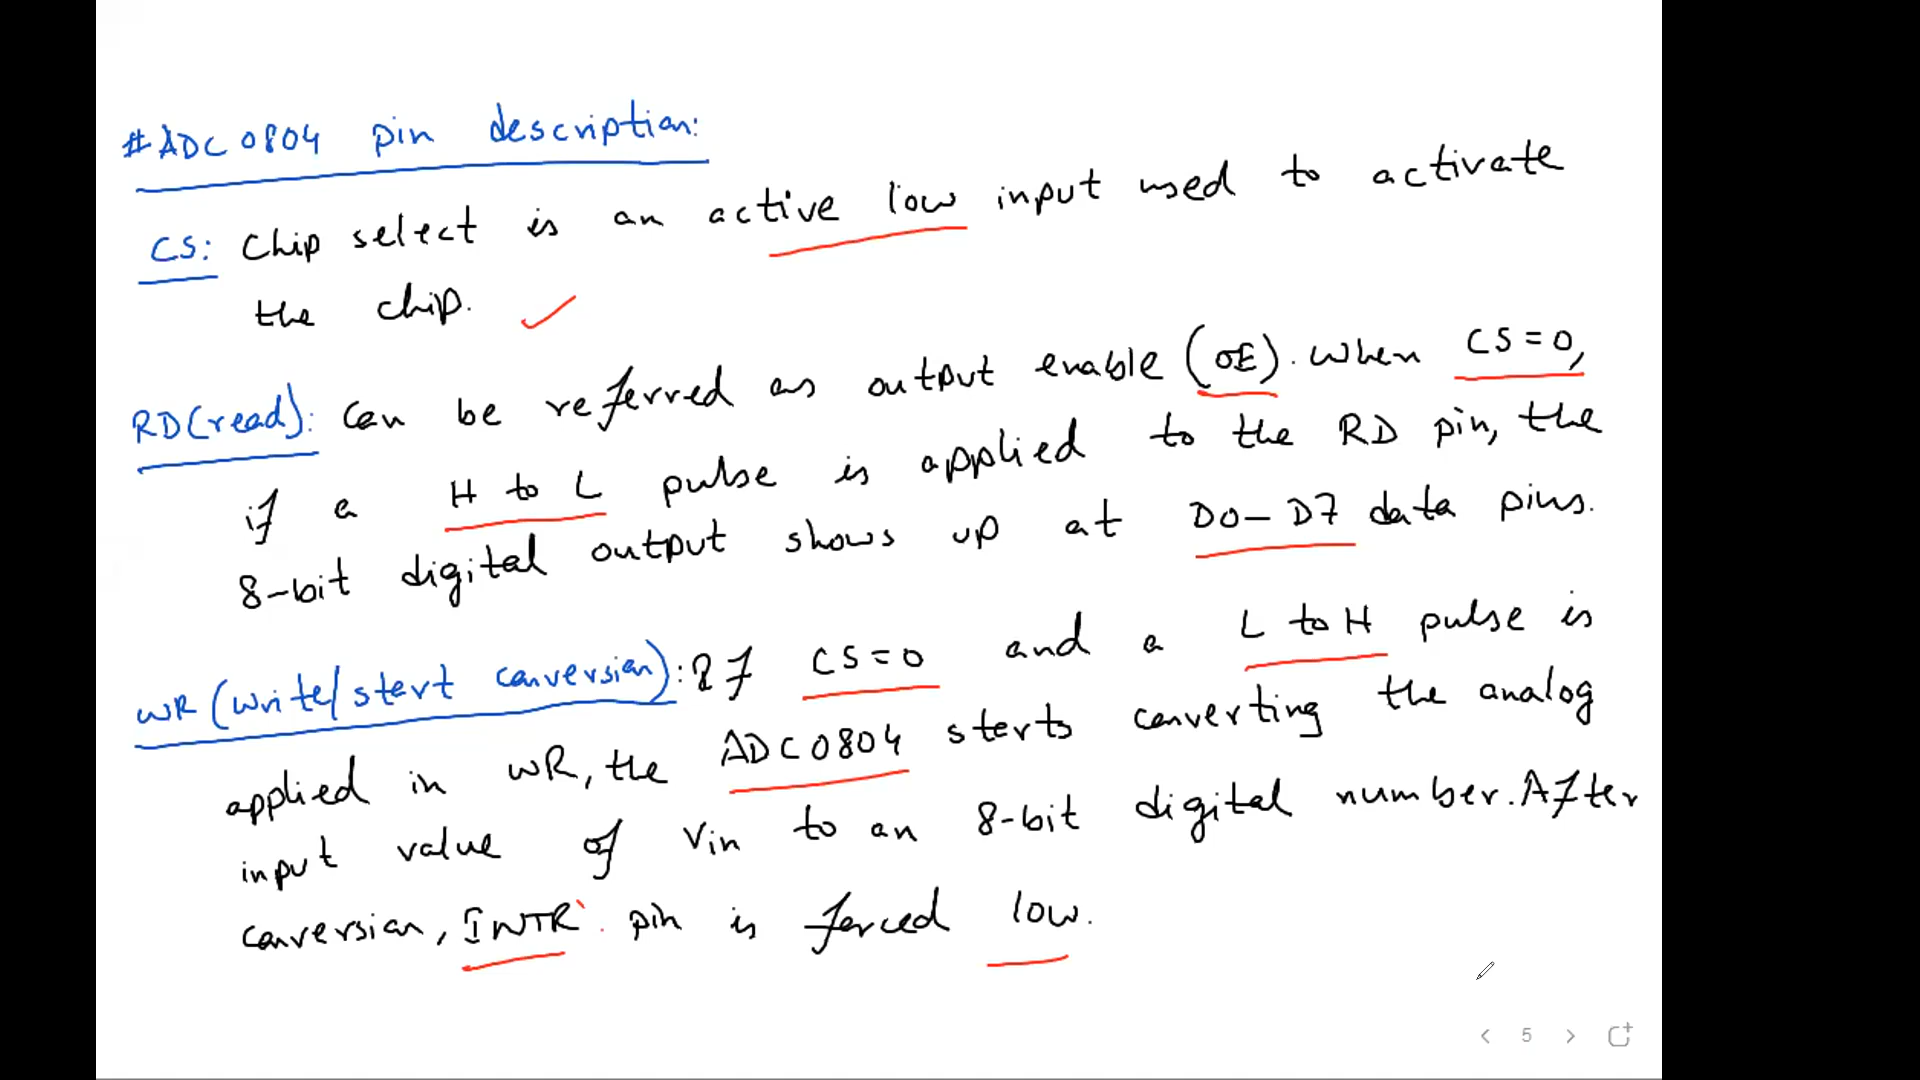 #ADC0804 pin description:
CS: Chip select is an active low input used to activate
the chip.
RD(read): Can be referred as output enable (OE). When CS=0,
if a H to L pulse is applied to the RD pin, the
8-bit digital output shows up at D0-D7 data pins.
WR (write/start conversion): If CS=0 and a L to H pulse is
applied in WR, the ADC0804 sterts converting the analog
input value of Vin to an 8-bit digital number. After
conversion, INTR pin is forced low.
5